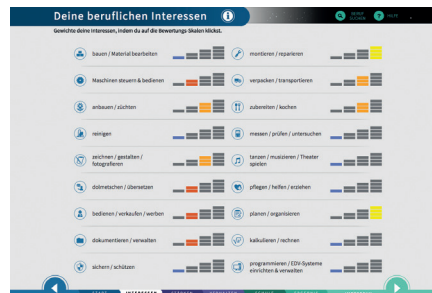 Deine beruflichen Interessen
Gewichte deine Interessen, indem du auf die Bewertungs-Skalen klickst.
bauen / Material bearbeiten
montieren / reparieren
Maschinen steuern & bedienen
verpacken / transportieren
anbauen / züchten
zubereiten / kochen
reinigen
messen / prüfen / untersuchen
zeichnen / gestalten /
fotografieren
tanzen / musizieren / Theater
spielen
dolmetschen / übersetzen
pflegen / helfen / erziehen
bedienen / verkaufen / werben
planen / organisieren
dokumentieren / verwalten
kalkulieren / rechnen
sichern / schützen
programmieren / EDV-Systeme
einrichten & verwalten
INTERESSEN